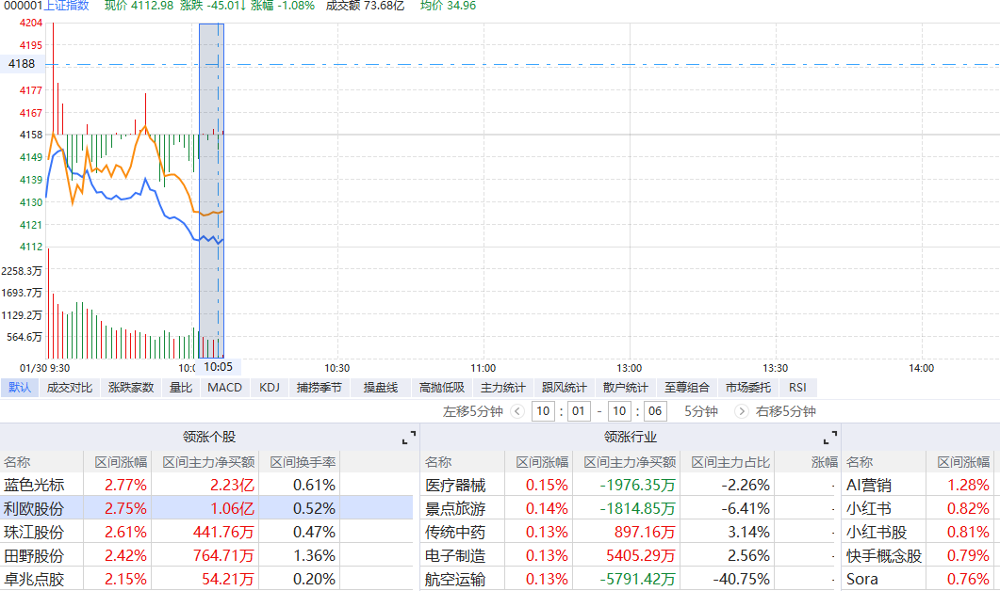 000001上证指数 现价 4112.98 涨跌 -45.01↓ 涨幅 -1.08% 成交额 73.68亿 均价 34.96
4204
4195
4188
4177
4167
4158
4149
4139
4130
4121
4112
2258.3万
1693.7万
1129.2万
564.6万
01/30 9:30 10:0 10:05 10:30 11:00 13:00 13:30 14:00
默认 成交对比 涨跌家数 量比 MACD KDJ 捕捞季节 操盘线 高抛低吸 主力统计 跟风统计 散户统计 至尊组合 市场委托 RSI
左移5分钟 10 : 01 - 10 : 06 5分钟 右移5分钟
领涨个股 领涨行业
名称 区间涨幅 区间主力净买额 区间换手率 名称 区间涨幅 区间主力净买额 区间主力占比 涨幅 名称 区间涨幅
蓝色光标 2.77% 2.23亿 0.61% 医疗器械 0.15% -1976.35万 -2.26% AI营销 1.28%
利欧股份 2.75% 1.06亿 0.52% 景点旅游 0.14% -1814.85万 -6.41% 小红书 0.82%
珠江股份 2.61% 441.76万 0.47% 传统中药 0.13% 897.16万 3.14% 小红书股 0.81%
田野股份 2.42% 764.71万 1.36% 电子制造 0.13% 5405.29万 2.56% 快手概念股 0.79%
卓兆点胶 2.15% 54.21万 0.20% 航空运输 0.13% -5791.42万 -40.75% Sora 0.76%